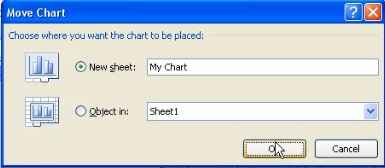 Move Chart
Choose where you want the chart to be placed:
New sheet: My Chart
Object in: Sheet1
Cancel